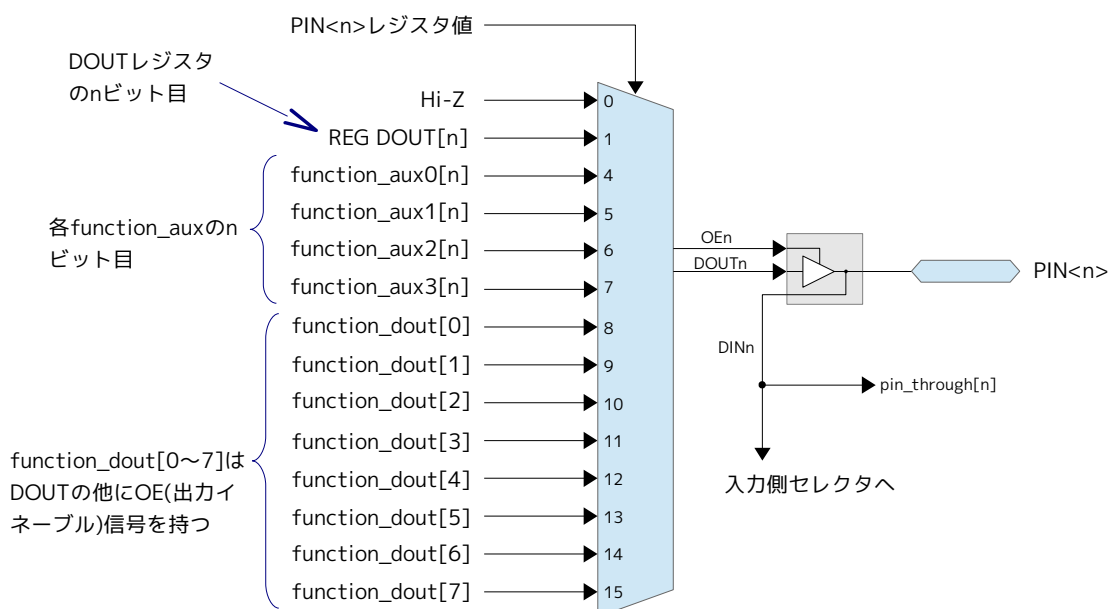 PIN<n>レジスタ値
DOUTレジスタ
のnビット目
Hi-Z
0
REG DOUT[n]
1
function_aux0[n]
4
function_aux1[n]
5
各function_auxのn
ビット目
function_aux2[n]
6
function_aux3[n]
7
OEn
DOUTn
PIN<n>
function_dout[0]
8
function_dout[1]
9
DINn
pin_through[n]
function_dout[2]
10
function_dout[3]
11
function_dout[0～7]は
DOUTの他にOE(出力イ
ネーブル)信号を持つ
function_dout[4]
12
入力側セレクタへ
function_dout[5]
13
function_dout[6]
14
function_dout[7]
15